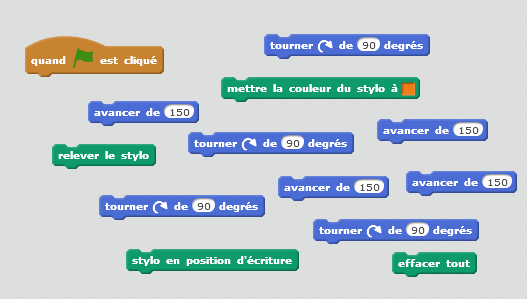 tourner de 90 degrés
quand est cliqué
mettre la couleur du stylo à
avancer de 150
avancer de 150
tourner de 90 degrés
relever le stylo
avancer de 150
avancer de 150
tourner de 90 degrés
tourner de 90 degrés
stylo en position d'écriture
effacer tout